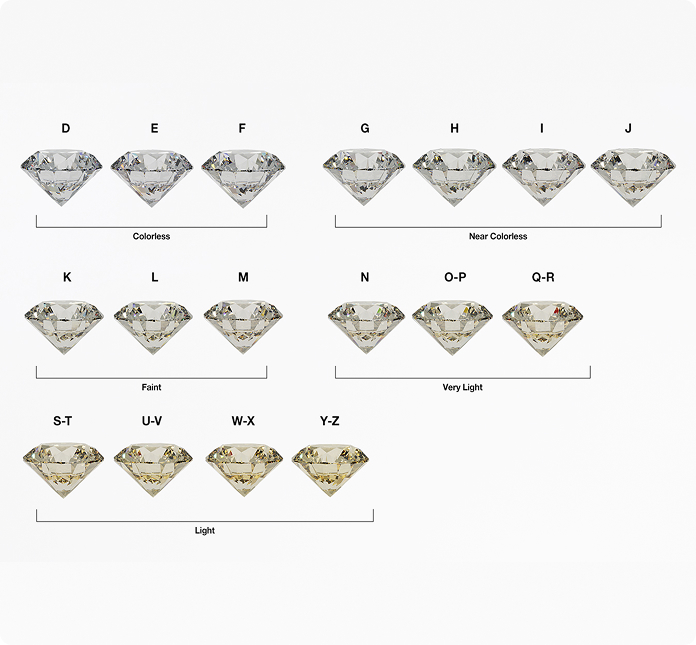 D E F G H I J
Colorless Near Colorless
K L M N O-P Q-R
Faint Very Light
S-T U-V W-X Y-Z
Light